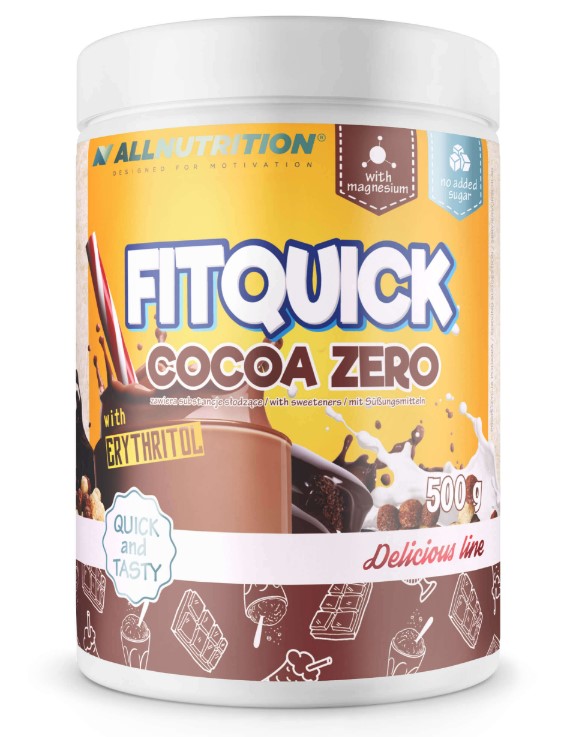 ALLNUTRITION®
DESIGNED FOR MOTIVATION
with
magnesium
no added
sugar
FITQUICK
COCOA ZERO
zawiera substancje słodzące / with sweeteners / mit Süßungsmitteln
with
ERYTHRITOL
500 g
QUICK
and
TASTY
Delicious line